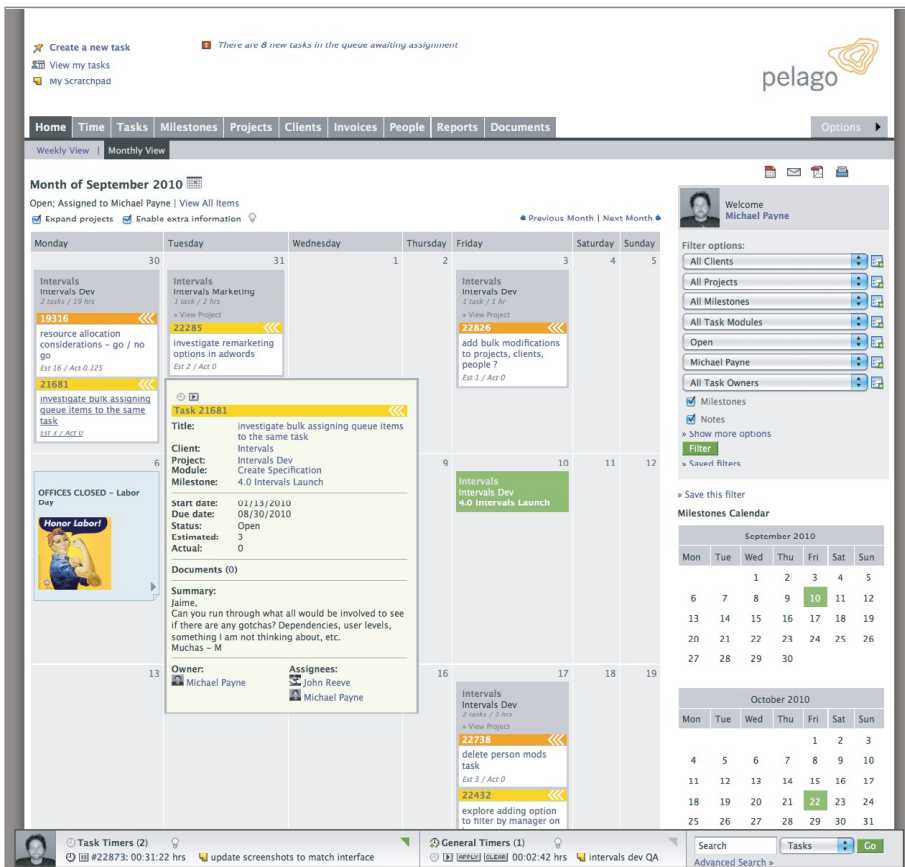 Create a new task
There are 8 new tasks in the queue awaiting assignment
View my tasks
My Scratchpad
pelago
Home Time Tasks Milestones Projects Clients Invoices People Reports Documents
Options
Weekly View | Monthly View
Month of September 2010
Open; Assigned to Michael Payne | View All Items
Expand projects Enable extra information
Previous Month | Next Month
Monday Tuesday Wednesday Thursday Friday Saturday Sunday
30 31 1 2 3 4 5
Intervals
Intervals Dev
2 tasks / 19 hrs
19316
resource allocation
considerations – go / no
go
Est 16 / Act 0.125
21681
investigate bulk assigning
queue items to the same
task
Est 3 / Act 0
Intervals
Intervals Marketing
1 task / 2 hrs
» View Project
22285
investigate remarketing
options in adwords
Est 2 / Act 0
Intervals
Intervals Dev
1 task / 1 hr
» View Project
22826
add bulk modifications
to projects, clients,
people ?
Est 1 / Act 0
Task 21681
Title: investigate bulk assigning queue items
to the same task
Client: Intervals
Project: Intervals Dev
Module: Create Specification
Milestone: 4.0 Intervals Launch
Start date: 01/13/2010
Due date: 08/30/2010
Status: Open
Estimated: 3
Actual: 0
Documents (0)
Summary:
Jaime,
Can you run through what all would be involved to see
if there are any gotchas? Dependencies, user levels,
something I am not thinking about, etc.
Muchas – M
Owner: Assignees:
Michael Payne John Reeve
Michael Payne
6 9 10 11 12
OFFICES CLOSED – Labor
Day
Honor Labor!
Intervals
Intervals Dev
4.0 Intervals Launch
13 16 17 18 19
Intervals
Intervals Dev
2 tasks / 3 hrs
» View Project
22738
delete person mods
task
Est 3 / Act 0
22432
explore adding option
to filter by manager on
Welcome
Michael Payne
Filter options:
All Clients
All Projects
All Milestones
All Task Modules
Open
Michael Payne
All Task Owners
Milestones
Notes
» Show more options
Filter
» Saved filters
» Save this filter
Milestones Calendar
September 2010
Mon Tue Wed Thu Fri Sat Sun
1 2 3 4 5
6 7 8 9 10 11 12
13 14 15 16 17 18 19
20 21 22 23 24 25 26
27 28 29 30
October 2010
Mon Tue Wed Thu Fri Sat Sun
1 2 3
4 5 6 7 8 9 10
11 12 13 14 15 16 17
18 19 20 21 22 23 24
25 26 27 28 29 30 31
Task Timers (2)
#22873: 00:31:22 hrs update screenshots to match interface
General Timers (1)
APPLY CLEAR 00:02:42 hrs intervals dev QA
Search Tasks Go
Advanced Search »